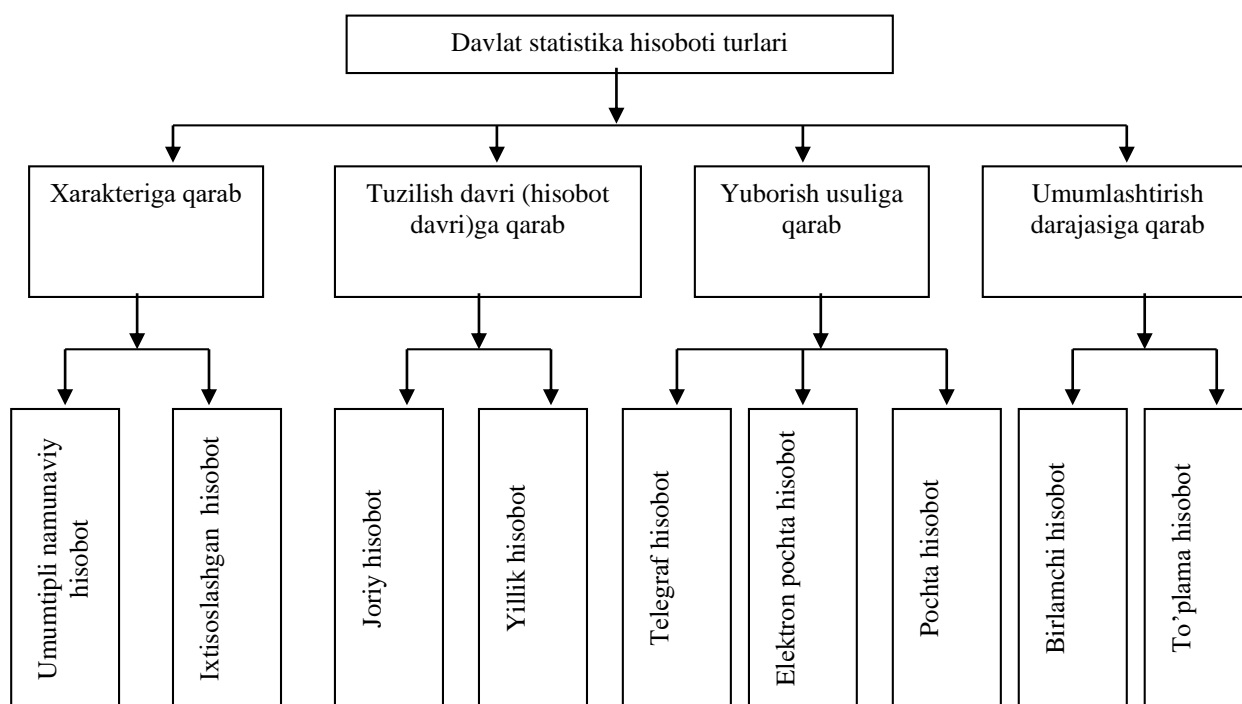 Davlat statistika hisoboti turlari
Xarakteriga qarab
Tuzilish davri (hisobot
davri)ga qarab
Yuborish usuliga
qarab
Umumlashtirish
darajasiga qarab
Umumtipli namunaviy
hisobot
Ixtisoslashgan hisobot
Joriy hisobot
Yillik hisobot
Telegraf hisobot
Elektron pochta hisobot
Pochta hisobot
Birlamchi hisobot
To’plama hisobot